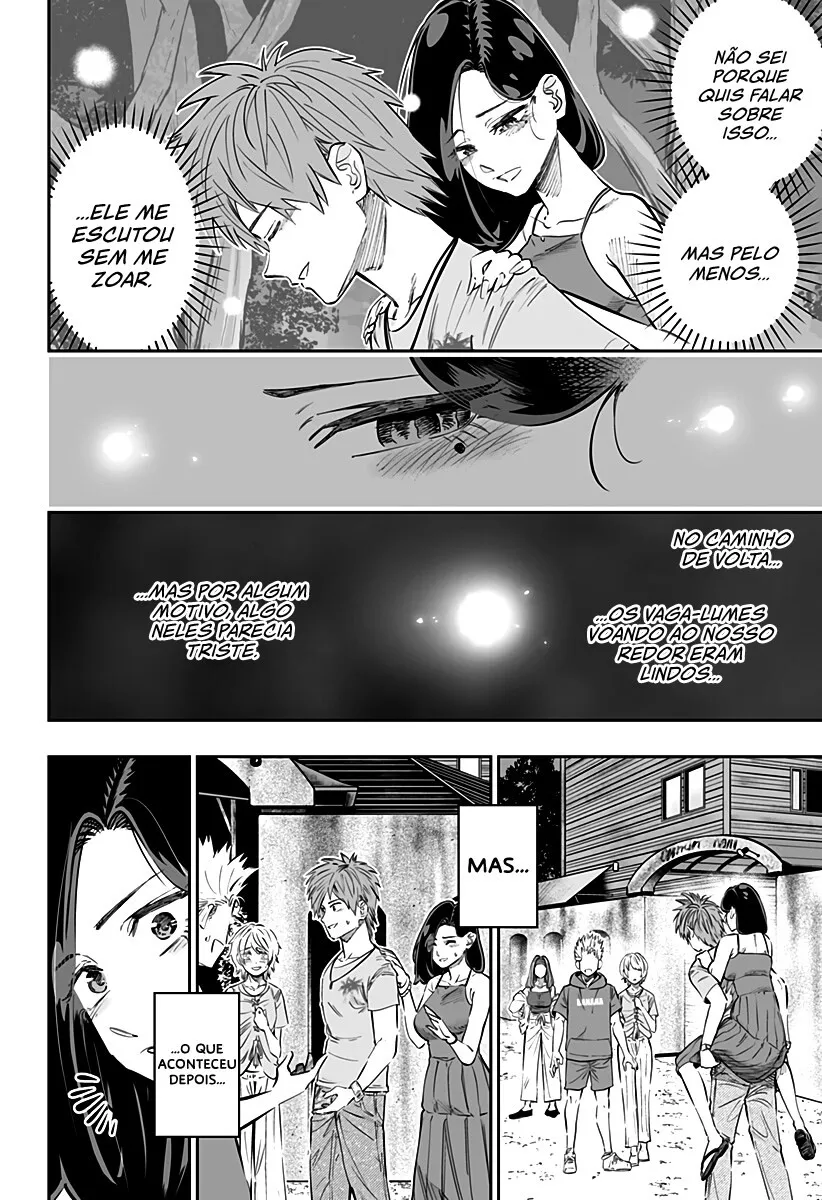 NÃO SEI
PORQUE
QUIS FALAR
SOBRE
ISSO...
MAS PELO
MENOS...
...ELE ME
ESCUTOU
SEM ME
ZOAR.
NO CAMINHO
DE VOLTA...
...OS VAGA-LUMES
VOANDO AO NOSSO
REDOR ERAM
LINDOS...
...MAS POR ALGUM
MOTIVO, ALGO
NELES PARECIA
TRISTE.
MAS...
...O QUE
ACONTECEU
DEPOIS...